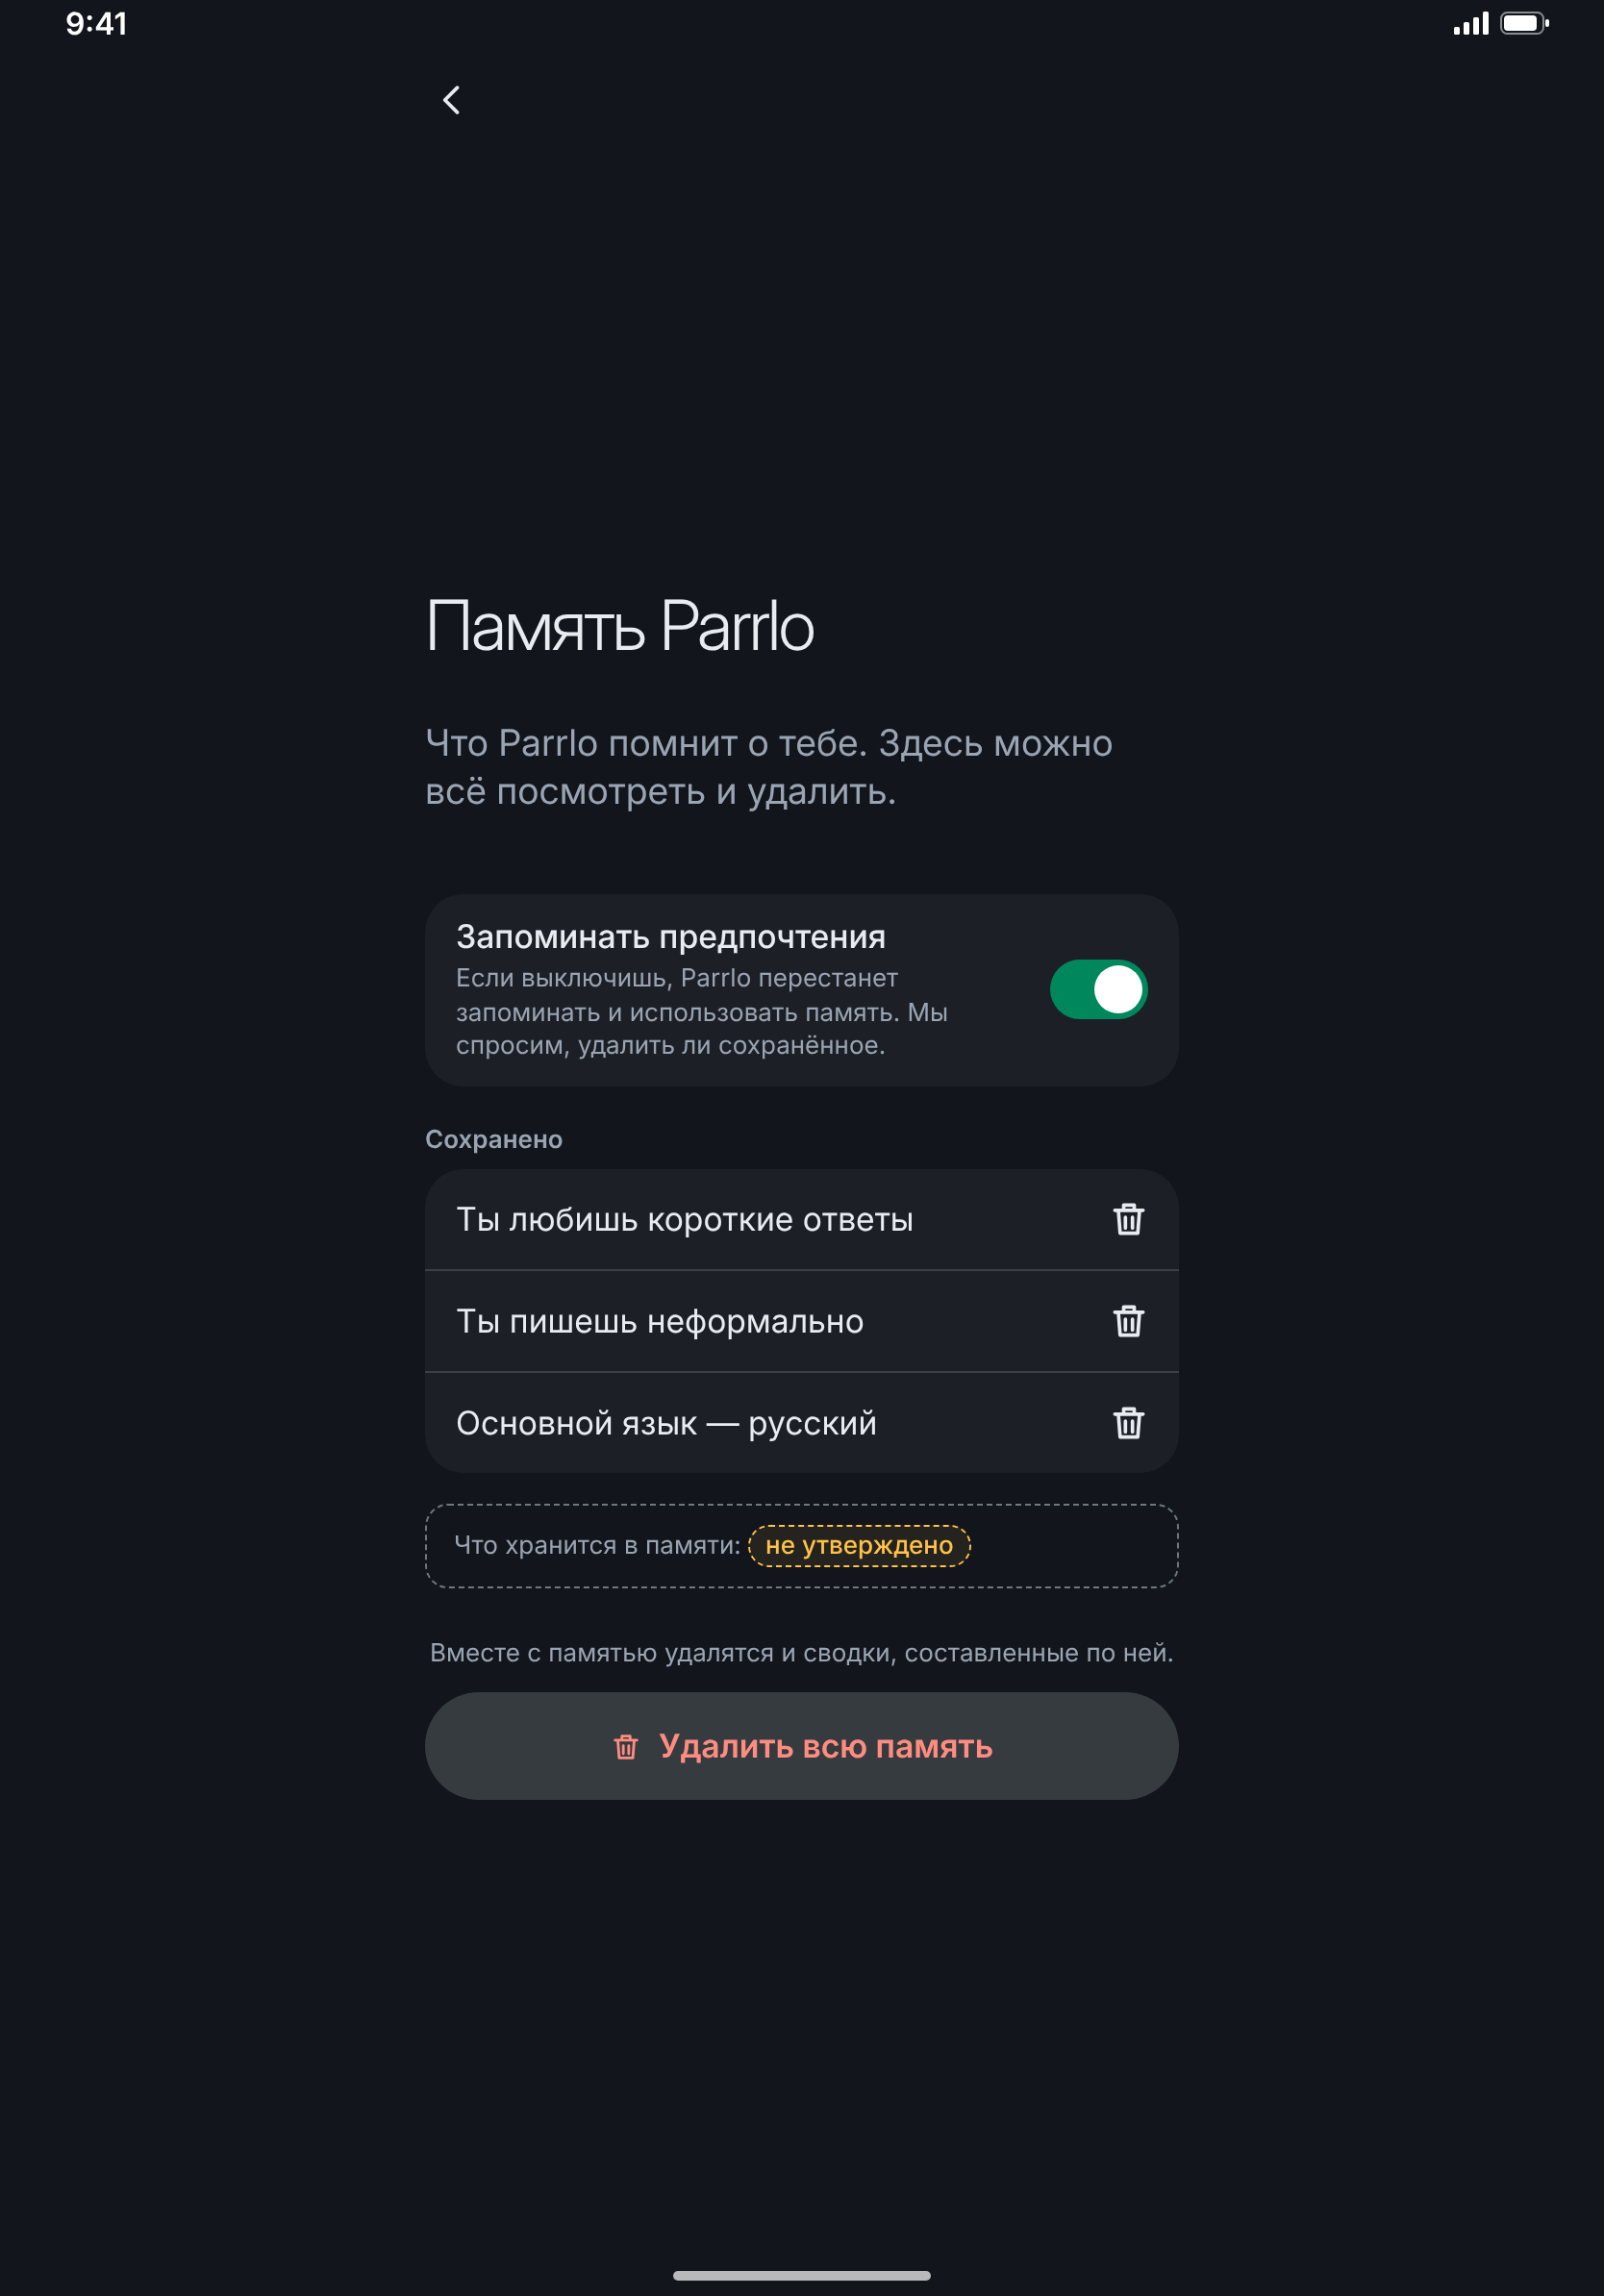 9:41
Память Parrlo
Что Parrlo помнит о тебе. Здесь можно
всё посмотреть и удалить.
Запоминать предпочтения
Если выключишь, Parrlo перестанет
запоминать и использовать память. Мы
спросим, удалить ли сохранённое.
Сохранено
Ты любишь короткие ответы
Ты пишешь неформально
Основной язык — русский
Что хранится в памяти: не утверждено
Вместе с памятью удалятся и сводки, составленные по ней.
Удалить всю память